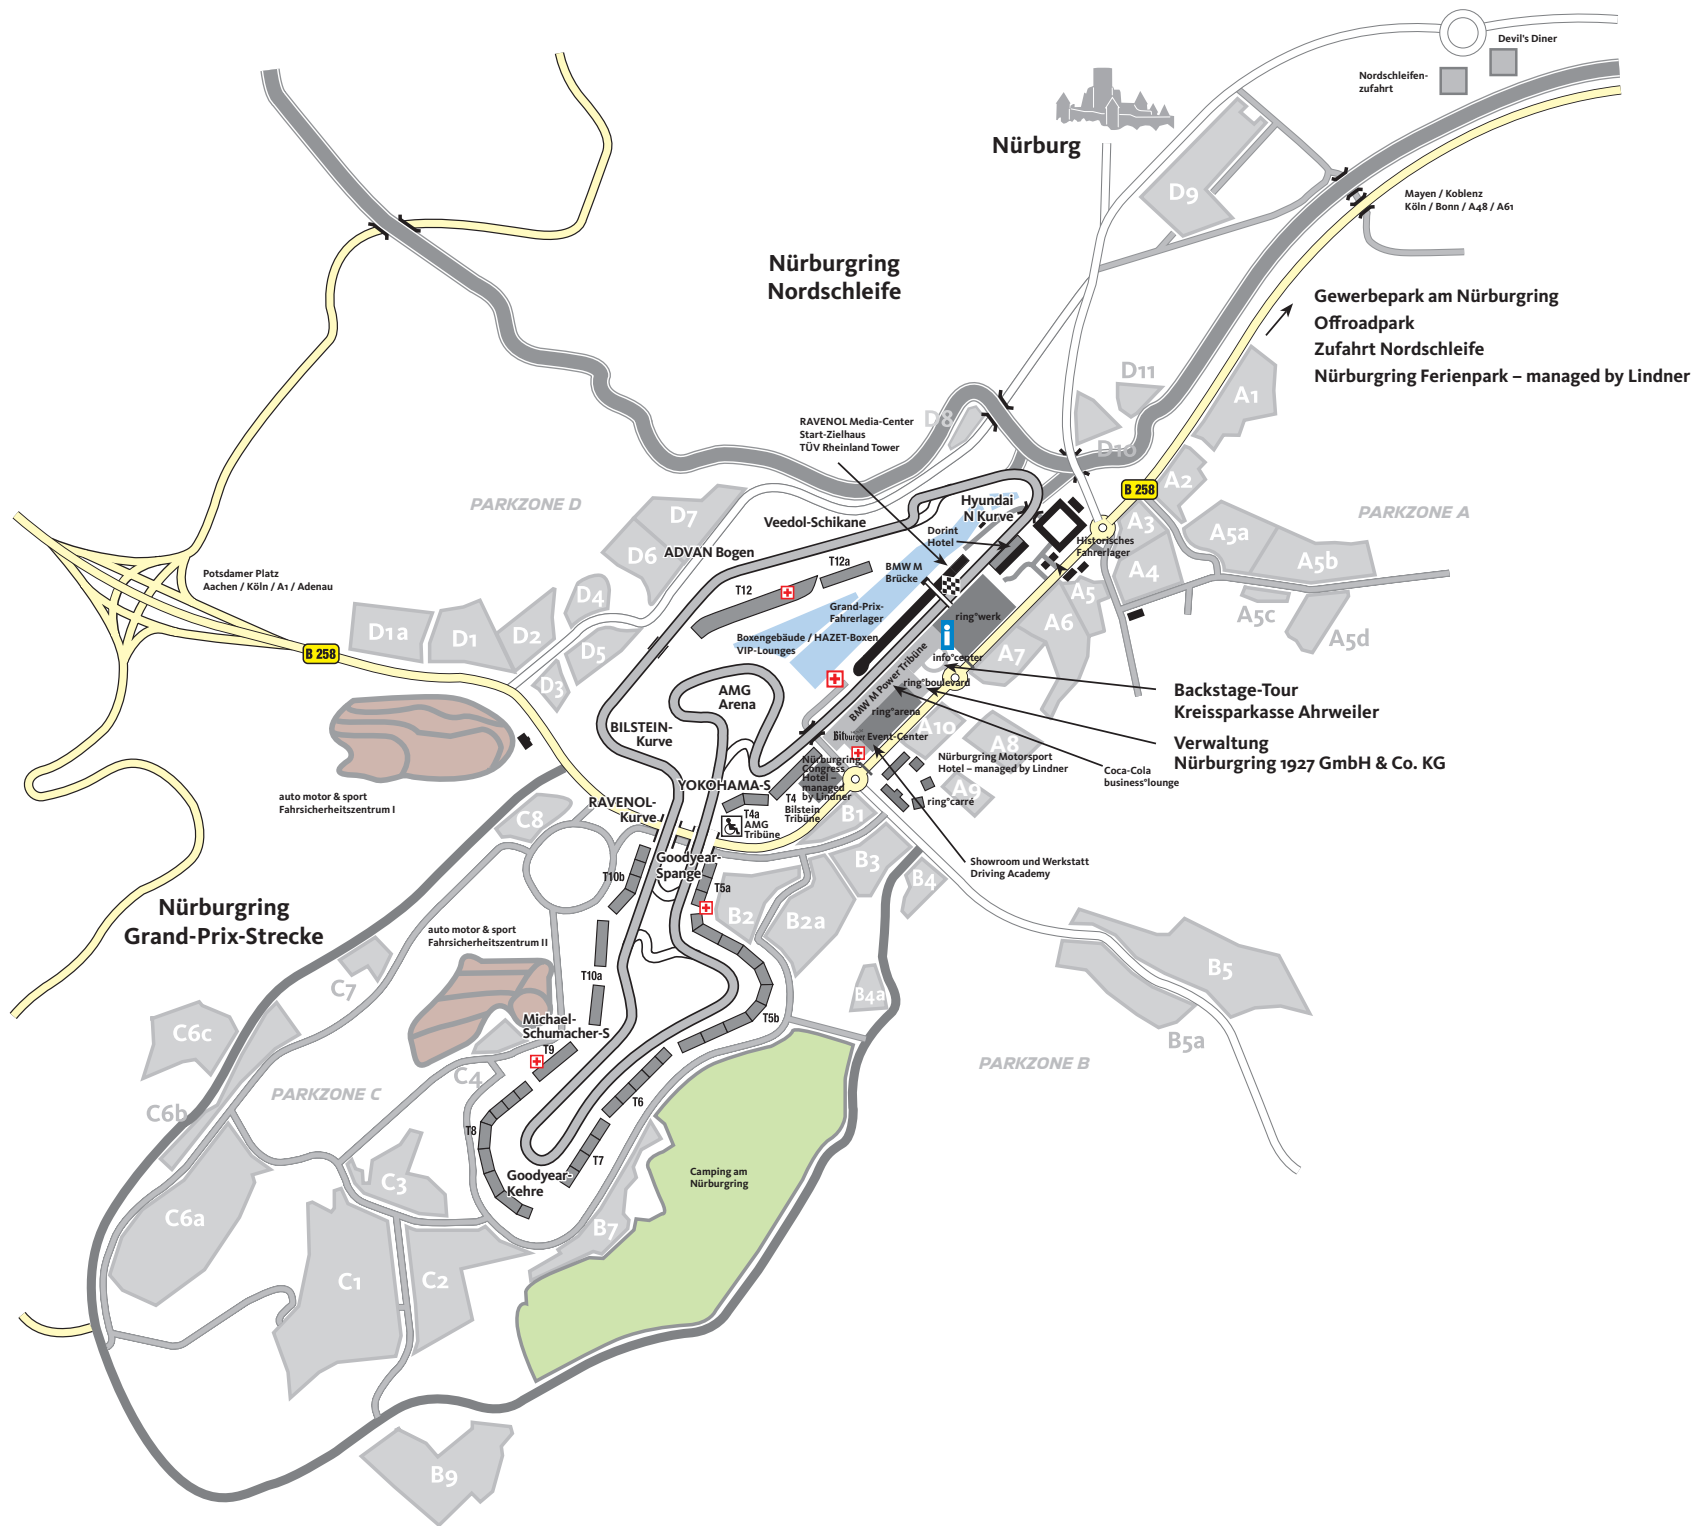 Devil's Diner
Nordschleifen-
zufahrt
Nürburg
D9
Mayen / Koblenz
Köln / Bonn / A48 / A61
Nürburgring
Nordschleife
Gewerbepark am Nürburgring
Offroadpark
Zufahrt Nordschleife
Nürburgring Ferienpark – managed by Lindner
D11
A1
D8
D10
RAVENOL Media-Center
Start-Zielhaus
TÜV Rheinland Tower
B 258
A2
PARKZONE D
PARKZONE A
D7
D6
Veedol-Schikane
Hyundai
N Kurve
A3
A5a
A5b
ADVAN Bogen
Dorint
Hotel
Historisches
Fahrerlager
T12a
T12
BMW M
Brücke
A4
A5
A5c
A5d
Potsdamer Platz
Aachen / Köln / A1 / Adenau
D4
D1a
D1
D2
D5
D3
B 258
Grand-Prix-
Fahrerlager
Boxengebäude / HAZET-Boxen
VIP-Lounges
ring°werk
A6
A7
i
info°center
ring°boulevard
BMW M Power Tribüne
ring°arena
Backstage-Tour
Kreissparkasse Ahrweiler
AMG
Arena
BILSTEIN-
Kurve
Bitburger Event-Center
A10
A8
Verwaltung
Nürburgring 1927 GmbH & Co. KG
Nürburgring Motorsport
Hotel – managed by Lindner
Coca-Cola
business°lounge
A9
ring°carré
Nürburgring
Congress
Hotel –
managed
by Lindner
YOKOHAMA-S
T4
Bilstein
Tribüne
T4a
AMG
Tribüne
B1
auto motor & sport
Fahrsicherheitszentrum I
RAVENOL-
Kurve
C8
Goodyear-
Spange
T10b
T5a
B3
B4
Showroom und Werkstatt
Driving Academy
B2
B2a
Nürburgring
Grand-Prix-Strecke
auto motor & sport
Fahrsicherheitszentrum II
T10a
C7
B5
B4a
B5a
T5b
C6c
Michael-
Schumacher-S
T9
PARKZONE B
C4
PARKZONE C
C6b
T6
T8
T7
Goodyear-
Kehre
Camping am
Nürburgring
C3
C6a
B7
C1
C2
B9